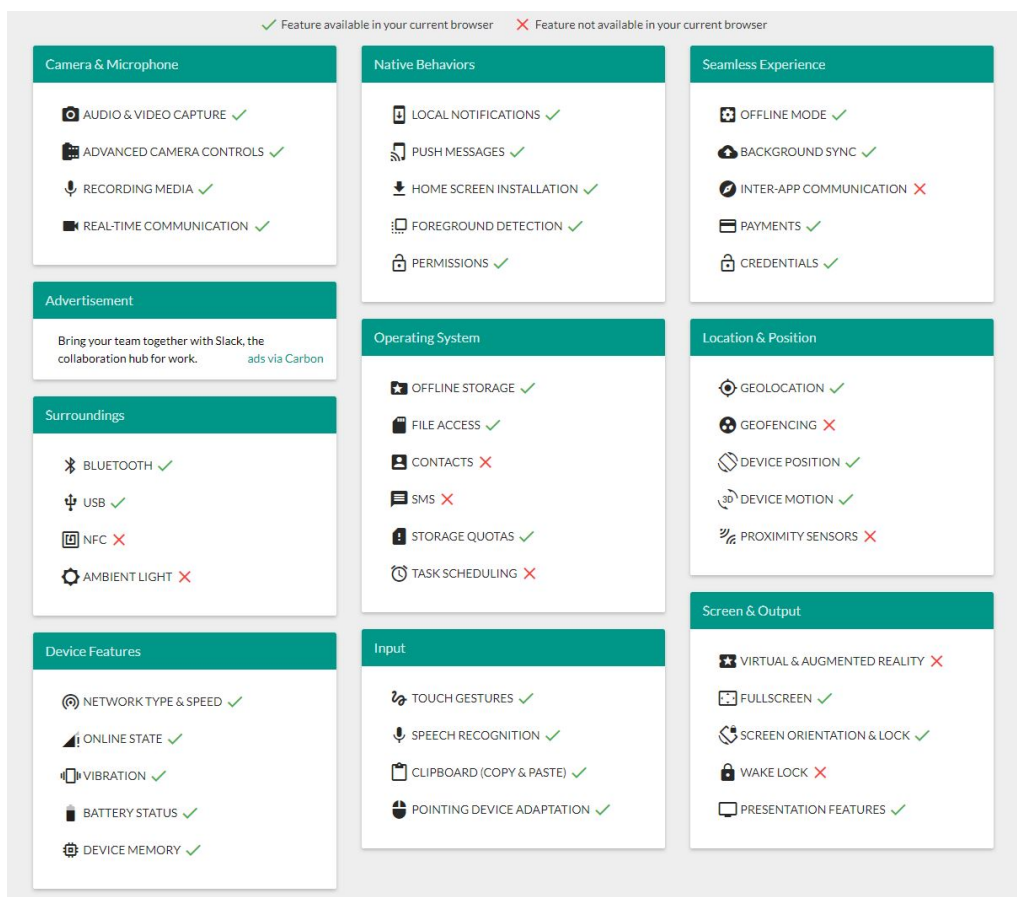 Feature available in your current browser
Feature not available in your current browser
Camera & Microphone
AUDIO & VIDEO CAPTURE
ADVANCED CAMERA CONTROLS
RECORDING MEDIA
REAL-TIME COMMUNICATION
Advertisement
Bring your team together with Slack, the
collaboration hub for work.
ads via Carbon
Surroundings
BLUETOOTH
USB
NFC
AMBIENT LIGHT
Device Features
NETWORK TYPE & SPEED
ONLINE STATE
VIBRATION
BATTERY STATUS
DEVICE MEMORY
Native Behaviors
LOCAL NOTIFICATIONS
PUSH MESSAGES
HOME SCREEN INSTALLATION
FOREGROUND DETECTION
PERMISSIONS
Operating System
OFFLINE STORAGE
FILE ACCESS
CONTACTS
SMS
STORAGE QUOTAS
TASK SCHEDULING
Input
TOUCH GESTURES
SPEECH RECOGNITION
CLIPBOARD (COPY & PASTE)
POINTING DEVICE ADAPTATION
Seamless Experience
OFFLINE MODE
BACKGROUND SYNC
INTER-APP COMMUNICATION
PAYMENTS
CREDENTIALS
Location & Position
GEOLOCATION
GEOFENCING
DEVICE POSITION
3D
DEVICE MOTION
PROXIMITY SENSORS
Screen & Output
VIRTUAL & AUGMENTED REALITY
FULLSCREEN
SCREEN ORIENTATION & LOCK
WAKE LOCK
PRESENTATION FEATURES